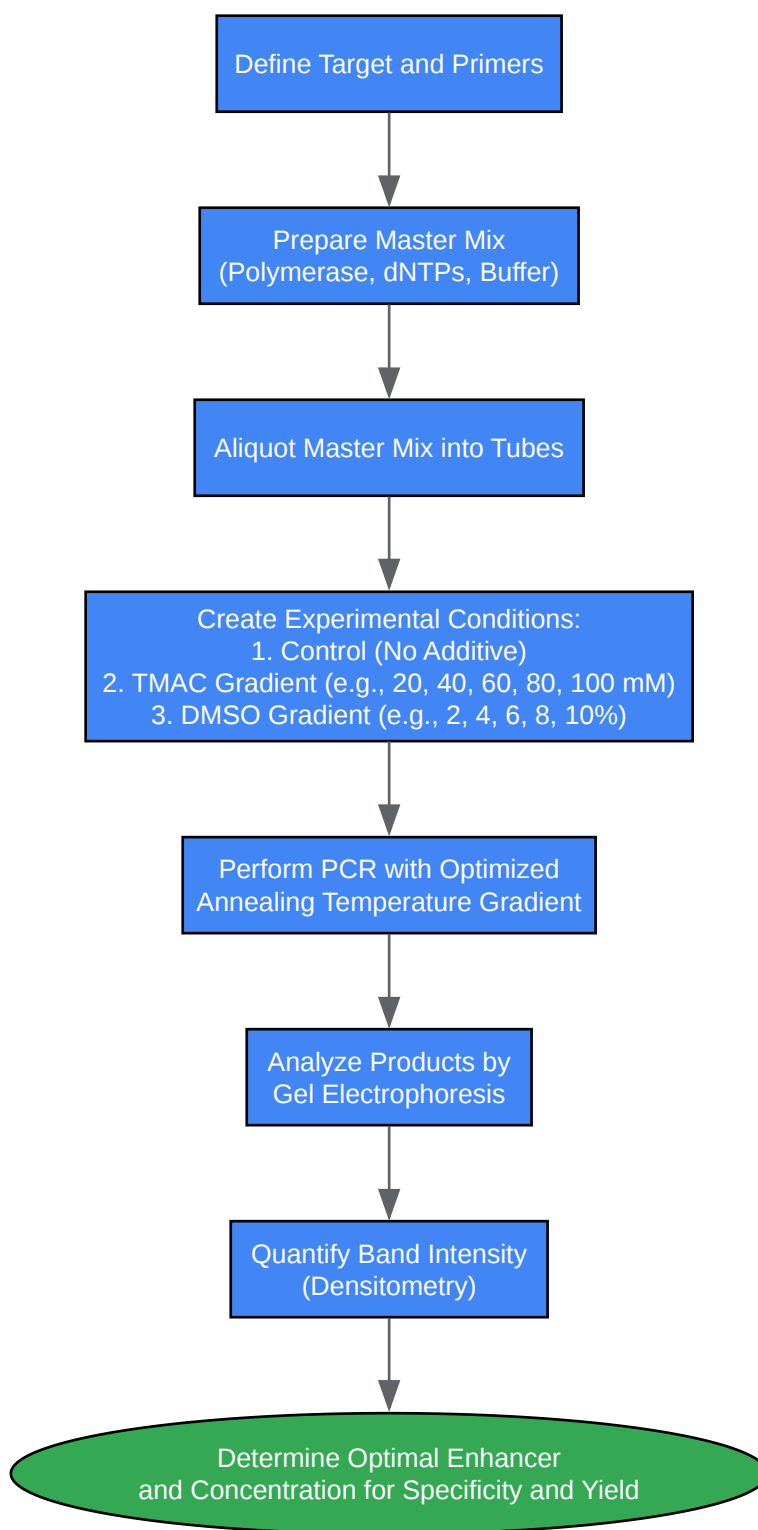 Define Target and Primers
Prepare Master Mix
(Polymerase, dNTPs, Buffer)
Aliquot Master Mix into Tubes
Create Experimental Conditions:
1. Control (No Additive)
2. TMAC Gradient (e.g., 20, 40, 60, 80, 100 mM)
3. DMSO Gradient (e.g., 2, 4, 6, 8, 10%)
Perform PCR with Optimized
Annealing Temperature Gradient
Analyze Products by
Gel Electrophoresis
Quantify Band Intensity
(Densitometry)
Determine Optimal Enhancer
and Concentration for Specificity and Yield